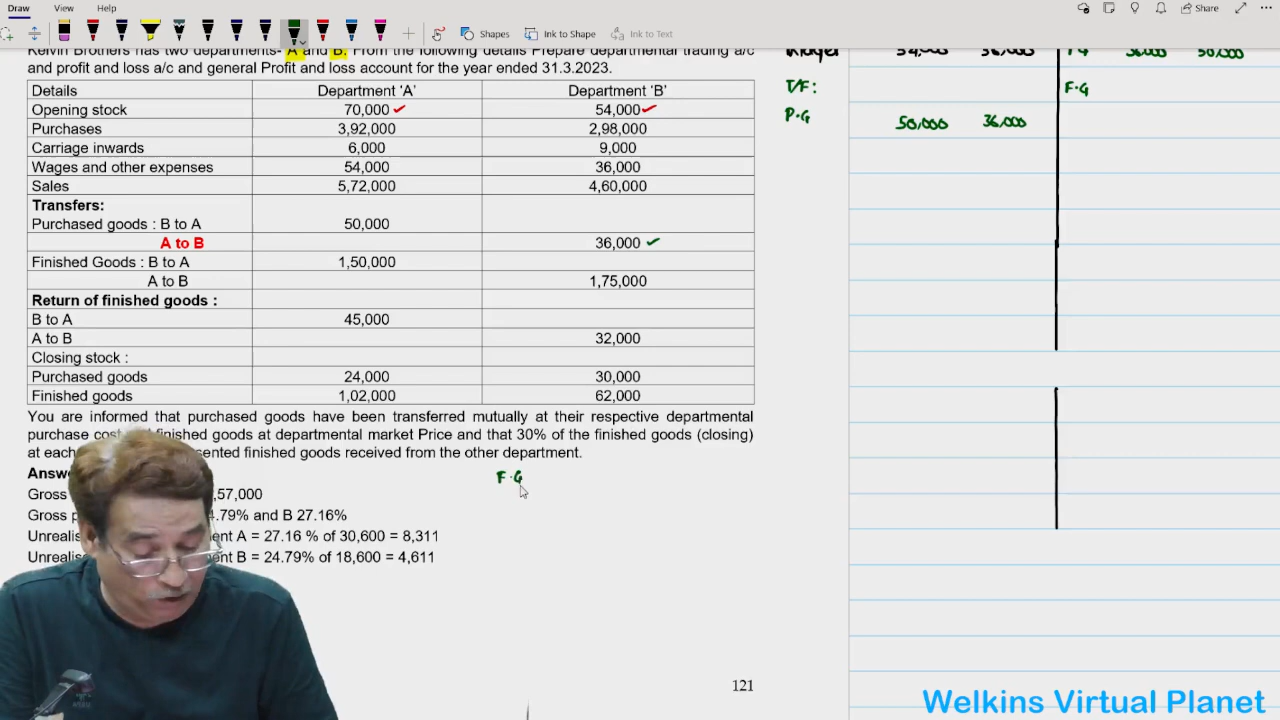 Draw View Help
Shapes Ink to Shape Ink to Text Share
Kelvin Brothers has two departments- A and B. From the following details Prepare departmental trading a/c
and profit and loss a/c and general Profit and loss account for the year ended 31.3.2023.
Details Department 'A' Department 'B'
Opening stock 70,000 54,000
Purchases 3,92,000 2,98,000
Carriage inwards 6,000 9,000
Wages and other expenses 54,000 36,000
Sales 5,72,000 4,60,000
Transfers:
Purchased goods : B to A 50,000
A to B 36,000
Finished Goods : B to A 1,50,000
A to B 1,75,000
Return of finished goods :
B to A 45,000
A to B 32,000
Closing stock :
Purchased goods 24,000 30,000
Finished goods 1,02,000 62,000
You are informed that purchased goods have been transferred mutually at their respective departmental
purchase cost finished goods at departmental market Price and that 30% of the finished goods (closing)
at each finished goods received from the other department.
F.G
Gross ,57,000
Gross 4.79% and B 27.16%
A = 27.16 % of 30,600 = 8,311
B = 24.79% of 18,600 = 4,611
121
54,000 36,000 36,000 50,000
T/F: F.G
P.G 50,000 36,000
Welkins Virtual Planet